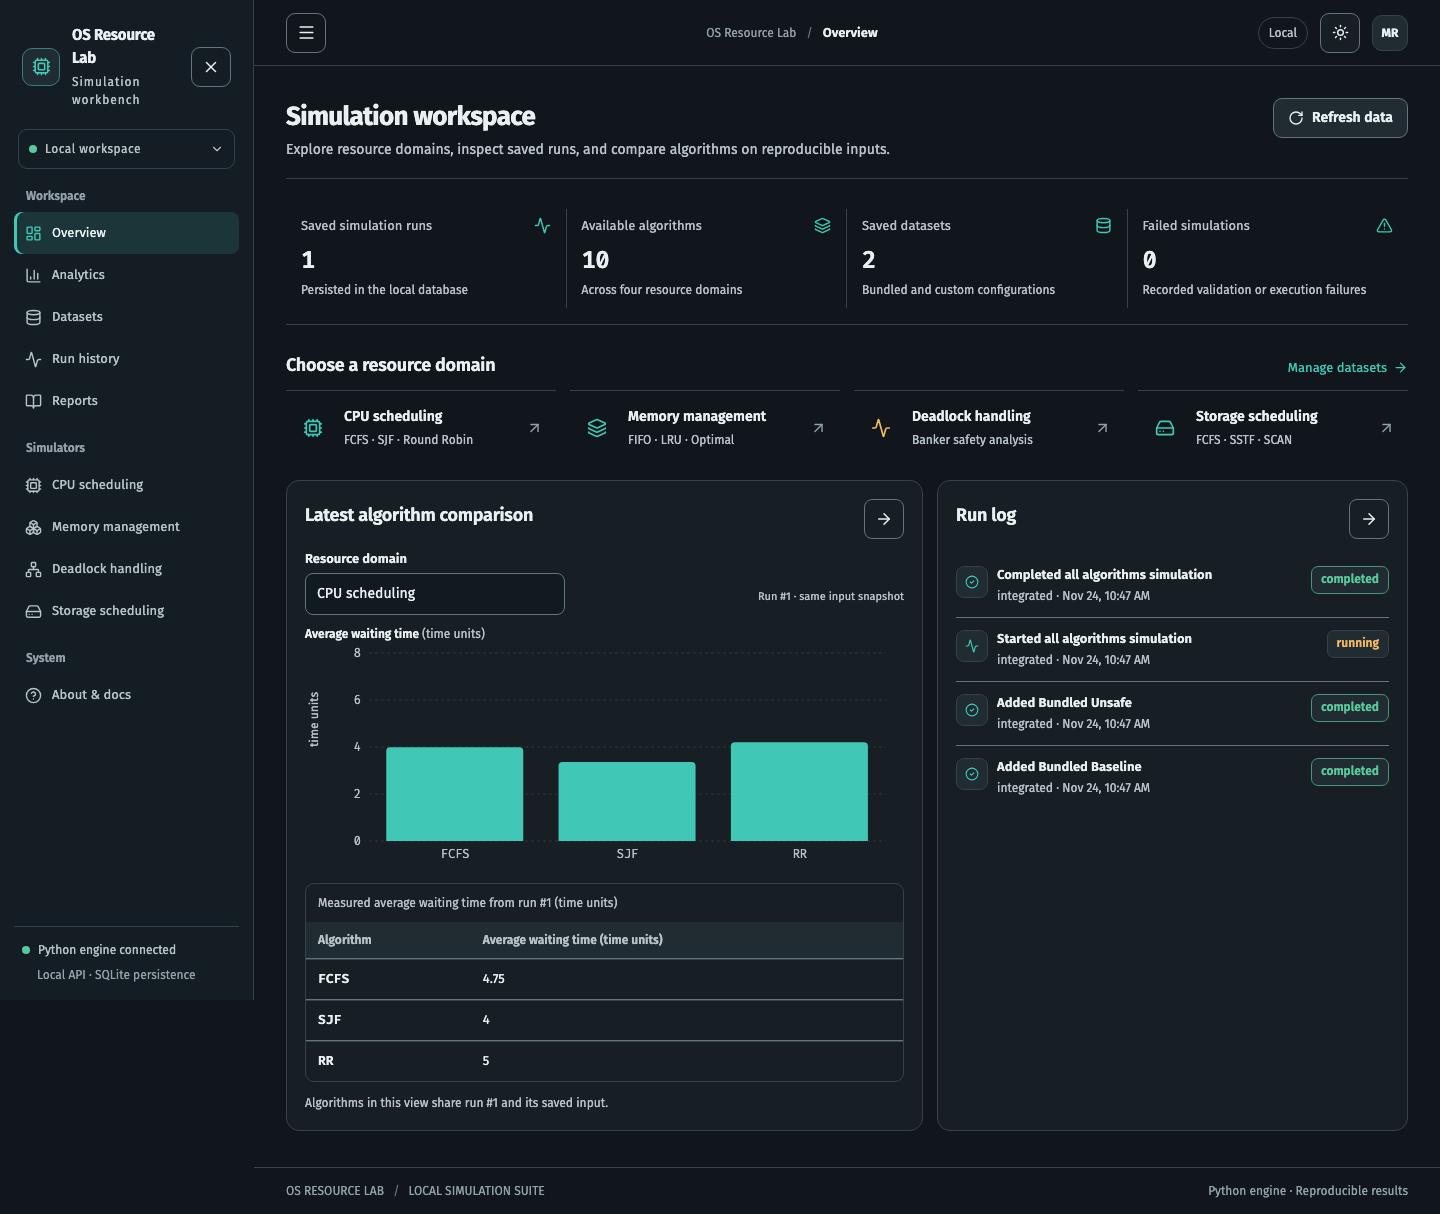 OS Resource
Lab
Simulation
workbench
Local workspace
Workspace
Overview
Analytics
Datasets
Run history
Reports
Simulators
CPU scheduling
Memory management
Deadlock handling
Storage scheduling
System
About & docs
Python engine connected
Local API · SQLite persistence
OS Resource Lab / Overview
Local
MR
Simulation workspace
Explore resource domains, inspect saved runs, and compare algorithms on reproducible inputs.
Refresh data
Saved simulation runs
1
Persisted in the local database
Available algorithms
10
Across four resource domains
Saved datasets
2
Bundled and custom configurations
Failed simulations
0
Recorded validation or execution failures
Choose a resource domain
Manage datasets
CPU scheduling
FCFS · SJF · Round Robin
Memory management
FIFO · LRU · Optimal
Deadlock handling
Banker safety analysis
Storage scheduling
FCFS · SSTF · SCAN
Latest algorithm comparison
Resource domain
CPU scheduling
Run #1 · same input snapshot
Average waiting time (time units)
time units
8
6
4
2
0
FCFS SJF RR
Measured average waiting time from run #1 (time units)
Algorithm Average waiting time (time units)
FCFS 4.75
SJF 4
RR 5
Algorithms in this view share run #1 and its saved input.
Run log
Completed all algorithms simulation
integrated · Nov 24, 10:47 AM
completed
Started all algorithms simulation
integrated · Nov 24, 10:47 AM
running
Added Bundled Unsafe
integrated · Nov 24, 10:47 AM
completed
Added Bundled Baseline
integrated · Nov 24, 10:47 AM
completed
OS RESOURCE LAB / LOCAL SIMULATION SUITE
Python engine · Reproducible results